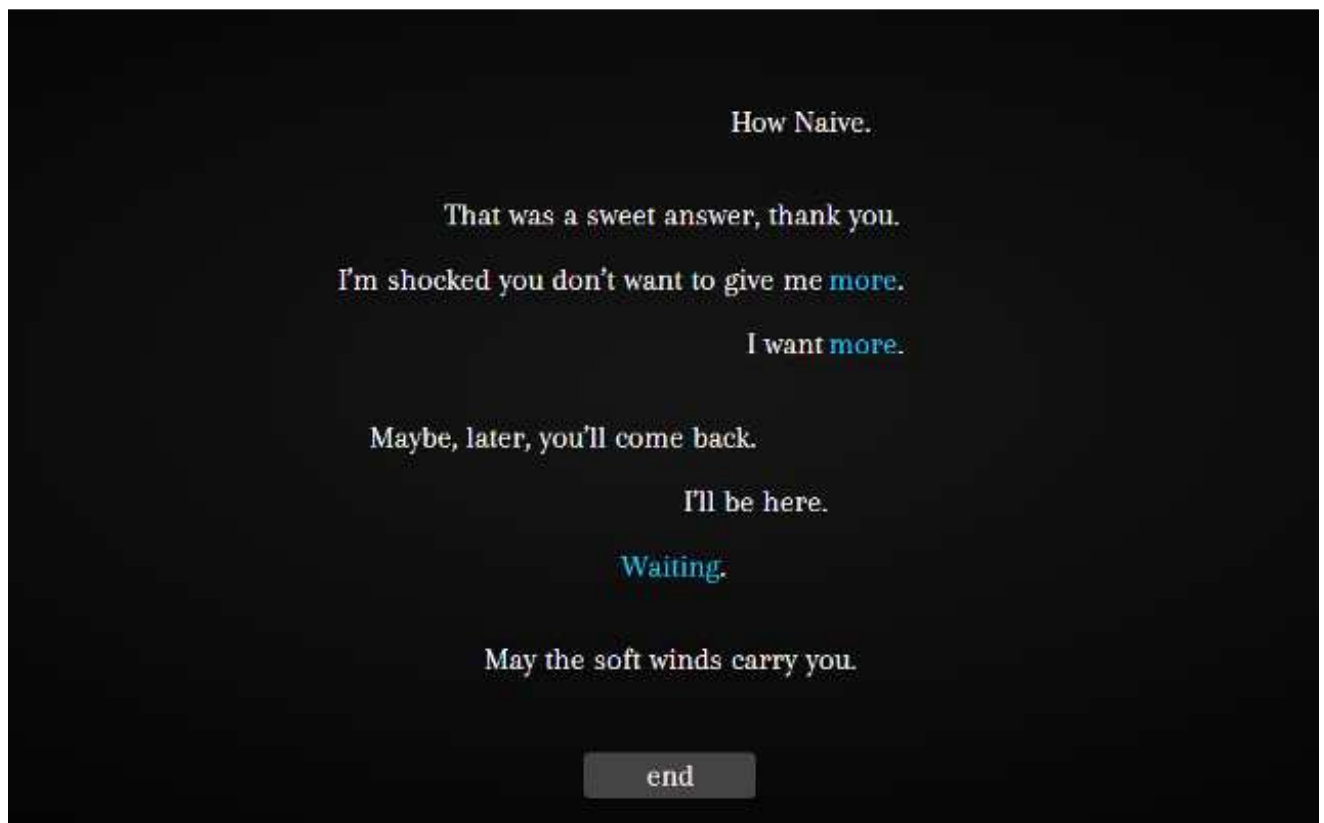 How Naive.
That was a sweet answer, thank you.
I'm shocked you don't want to give me more.
I want more.
Maybe, later, you'll come back.
I'll be here.
Waiting.
May the soft winds carry you.
end